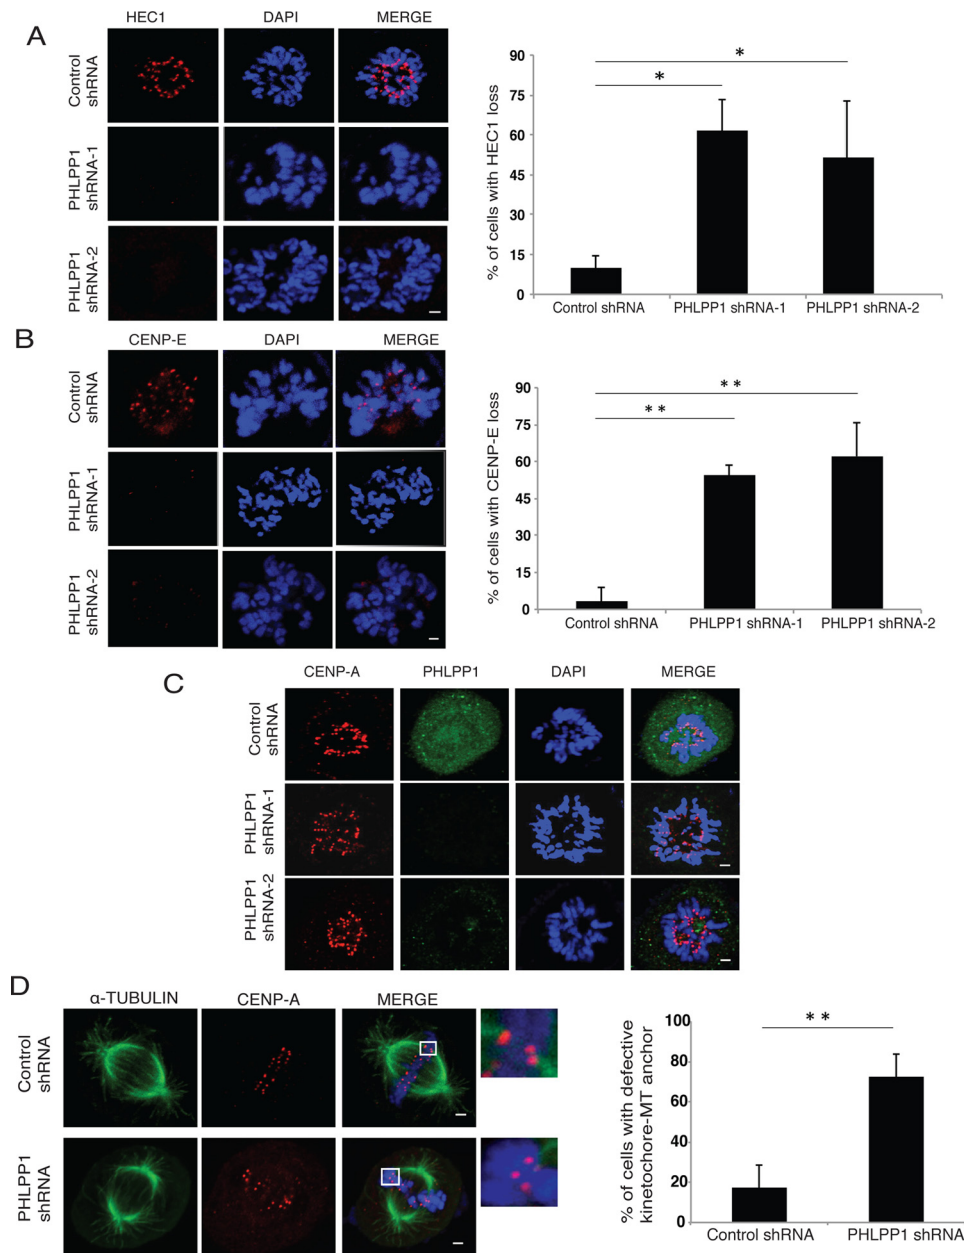 A
HEC1 DAPI MERGE
Control
shRNA
PHLPP1
shRNA-1
PHLPP1
shRNA-2
% of cells with HEC1 loss
90
75
60
45
30
15
0
* *
Control shRNA PHLPP1 shRNA-1 PHLPP1 shRNA-2
B
CENP-E DAPI MERGE
Control
shRNA
PHLPP1
shRNA-1
PHLPP1
shRNA-2
% of cells with CENP-E loss
90
75
60
45
30
15
0
** **
Control shRNA PHLPP1 shRNA-1 PHLPP1 shRNA-2
C
CENP-A PHLPP1 DAPI MERGE
Control
shRNA
PHLPP1
shRNA-1
PHLPP1
shRNA-2
D
α-TUBULIN CENP-A MERGE
Control
shRNA
PHLPP1
shRNA
% of cells with defective
kinetochore-MT anchor
100
80
60
40
20
0
**
Control shRNA PHLPP1 shRNA